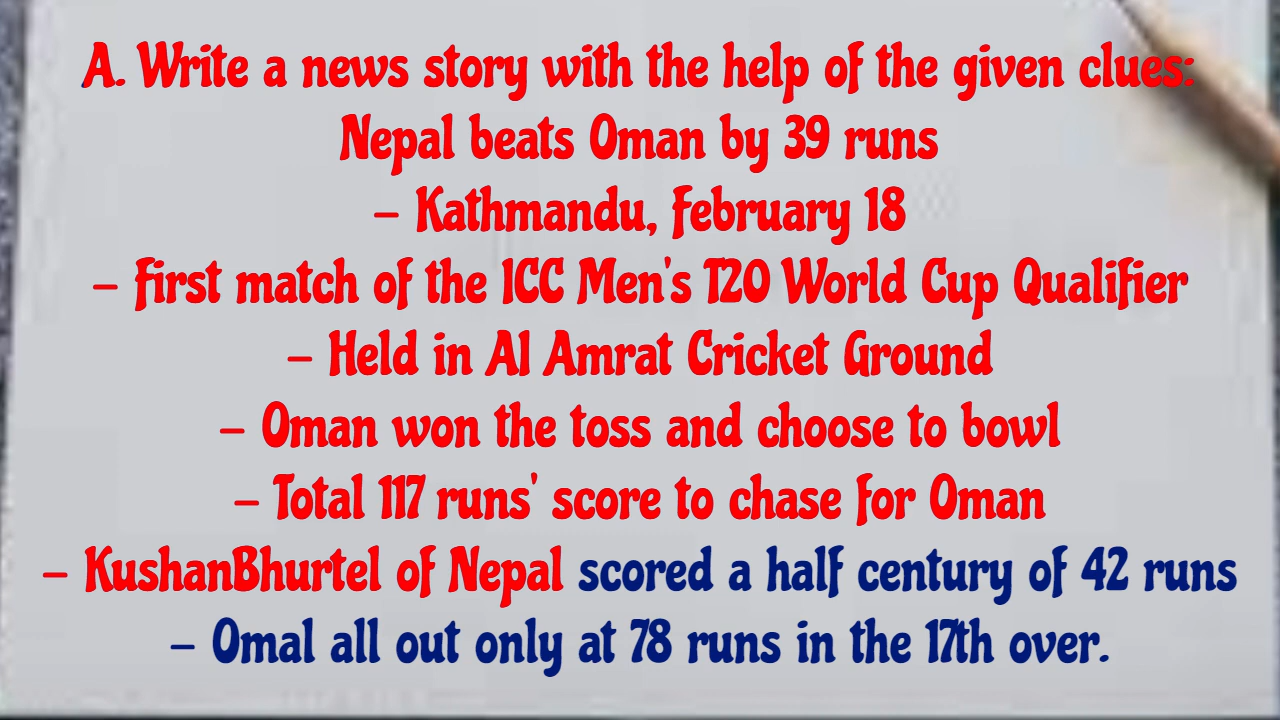 A. Write a news story with the help of the given clues:
Nepal beats Oman by 39 runs
– Kathmandu, February 18
– First match of the ICC Men's T20 World Cup Qualifier
– Held in Al Amrat Cricket Ground
– Oman won the toss and choose to bowl
– Total 117 runs' score to chase for Oman
– KushanBhurtel of Nepal scored a half century of 42 runs
– Omal all out only at 78 runs in the 17th over.